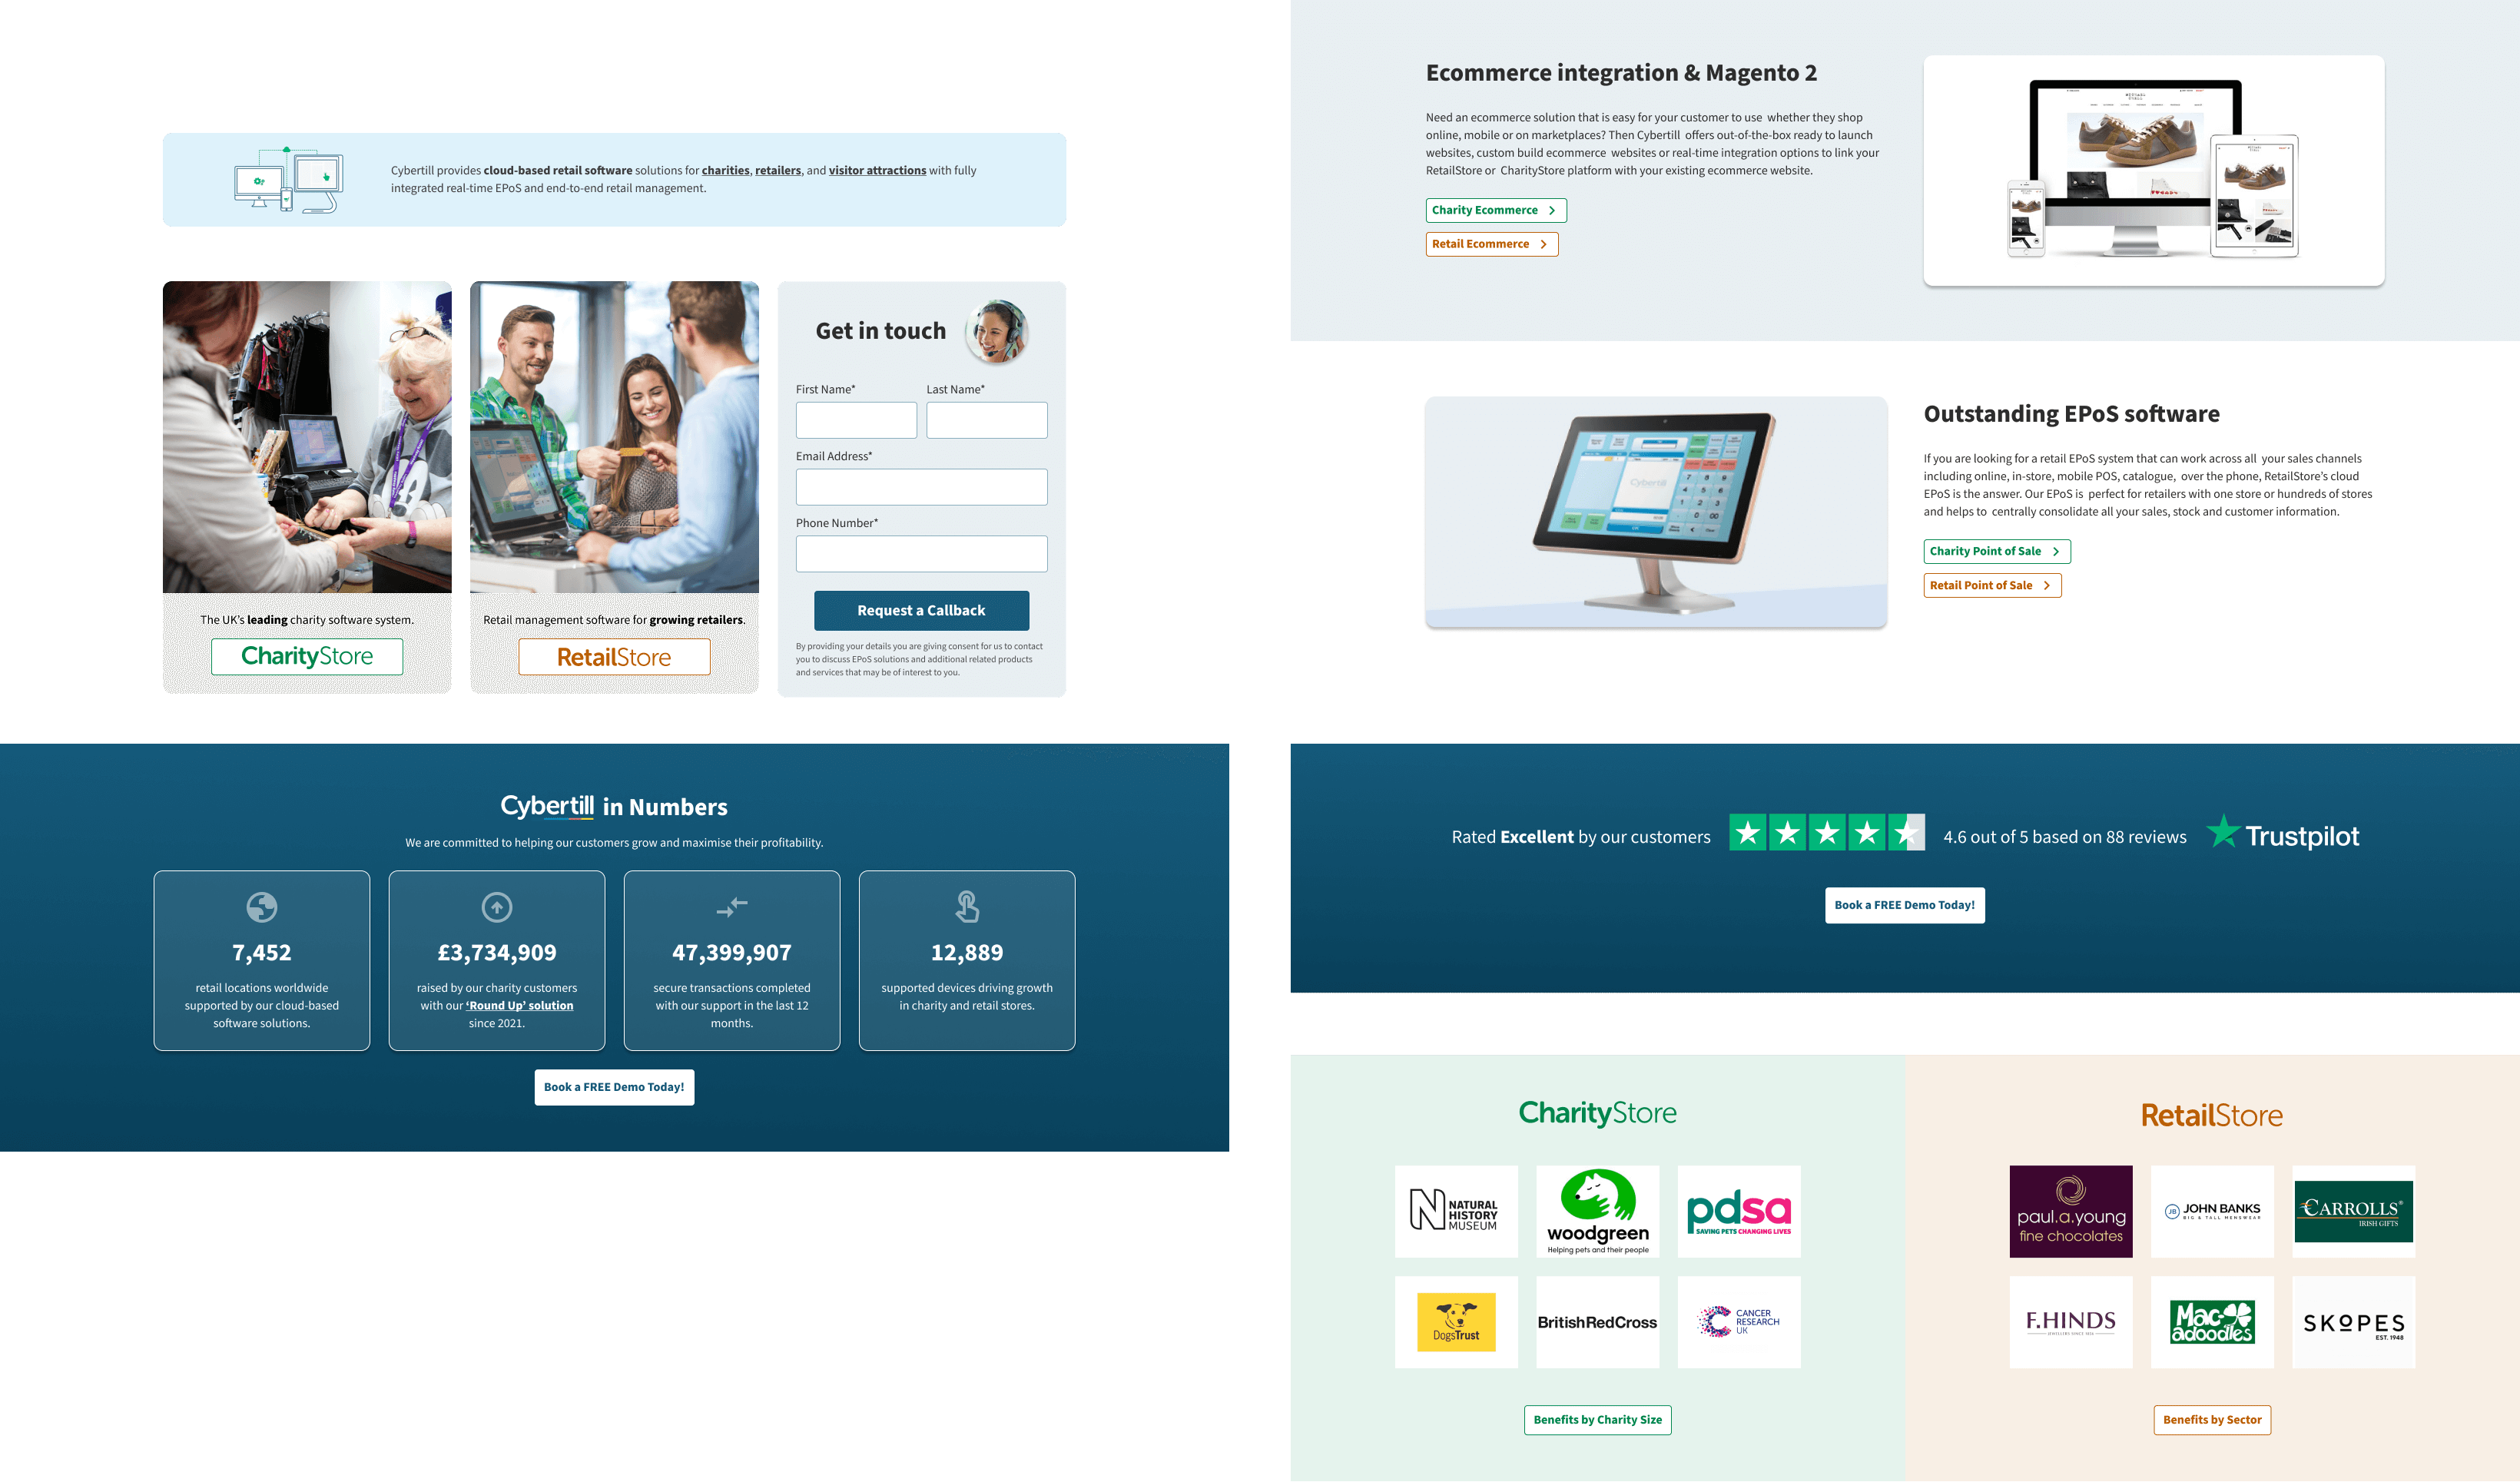 Cybertill provides cloud-based retail software solutions for charities, retailers, and visitor attractions with fully
integrated real-time EPoS and end-to-end retail management.
The UK's leading charity software system.
CharityStore
Retail management software for growing retailers.
RetailStore
Get in touch
First Name*
Last Name*
Email Address*
Phone Number*
Request a Callback
By providing your details you are giving consent for us to contact
you to discuss EPoS solutions and additional related products
and services that may be of interest to you.
Cybertill in Numbers
We are committed to helping our customers grow and maximise their profitability.
7,452
retail locations worldwide
supported by our cloud-based
software solutions.
£3,734,909
raised by our charity customers
with our ‘Round Up’ solution
since 2021.
47,399,907
secure transactions completed
with our support in the last 12
months.
12,889
supported devices driving growth
in charity and retail stores.
Book a FREE Demo Today!
Ecommerce integration & Magento 2
Need an ecommerce solution that is easy for your customer to use whether they shop
online, mobile or on marketplaces? Then Cybertill offers out-of-the-box ready to launch
websites, custom build ecommerce websites or real-time integration options to link your
RetailStore or CharityStore platform with your existing ecommerce website.
Charity Ecommerce
Retail Ecommerce
Cybertill
Outstanding EPoS software
If you are looking for a retail EPoS system that can work across all your sales channels
including online, in-store, mobile POS, catalogue, over the phone, RetailStore’s cloud
EPoS is the answer. Our EPoS is perfect for retailers with one store or hundreds of stores
and helps to centrally consolidate all your sales, stock and customer information.
Charity Point of Sale
Retail Point of Sale
Rated Excellent by our customers
4.6 out of 5 based on 88 reviews
Trustpilot
Book a FREE Demo Today!
CharityStore
NATURAL
HISTORY
MUSEUM
woodgreen
Helping pets and their people
pdsa
SAVING PETS CHANGING LIVES
DogsTrust
BritishRedCross
CANCER
RESEARCH
UK
Benefits by Charity Size
RetailStore
paul.a.young
fine chocolates
JB
JOHN BANKS
BIG & TALL MENSWEAR
CARROLLS®
IRISH GIFTS
F.HINDS
Mac-
adoodles
SKOPES
EST. 1948
Benefits by Sector